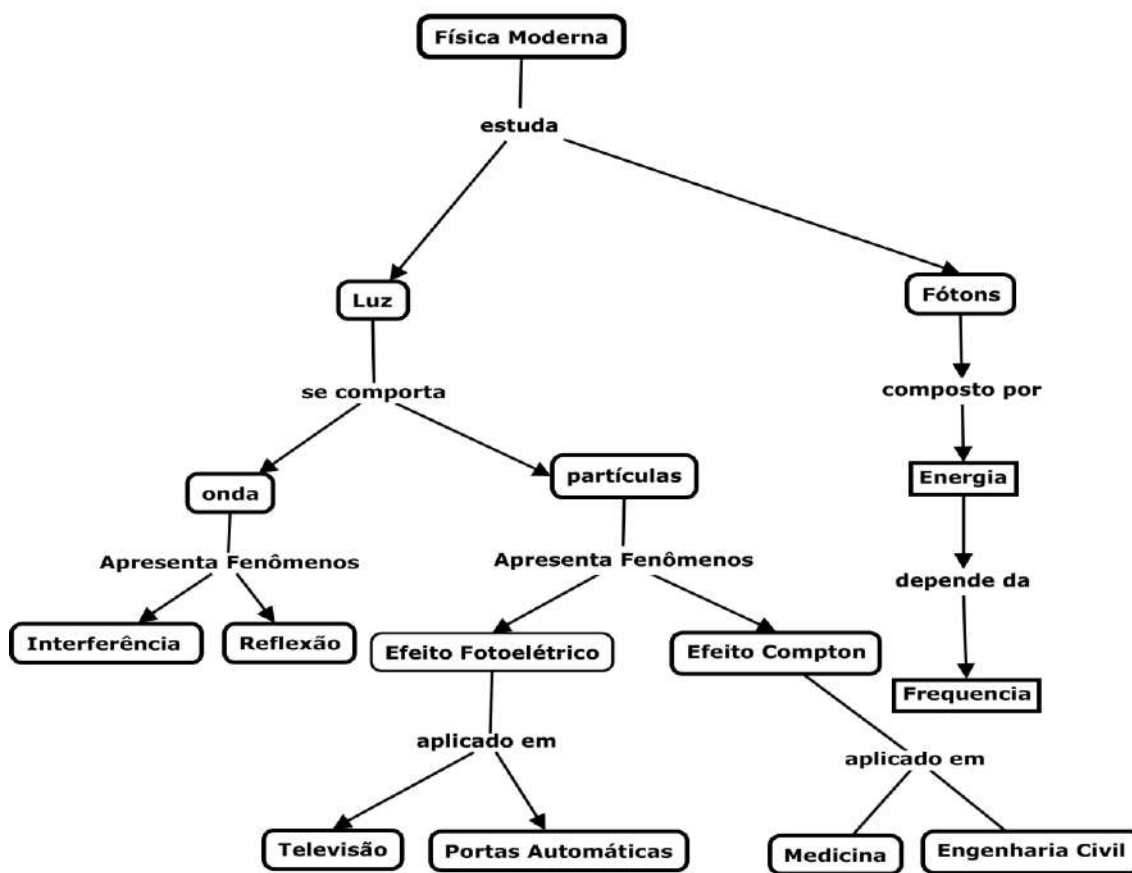 Física Moderna
estuda
Luz
Fótons
se comporta
composto por
onda
partículas
Energia
Apresenta Fenômenos
Apresenta Fenômenos
depende da
Interferência
Reflexão
Efeito Fotoelétrico
Efeito Compton
Frequencia
aplicado em
aplicado em
Televisão
Portas Automáticas
Medicina
Engenharia Civil